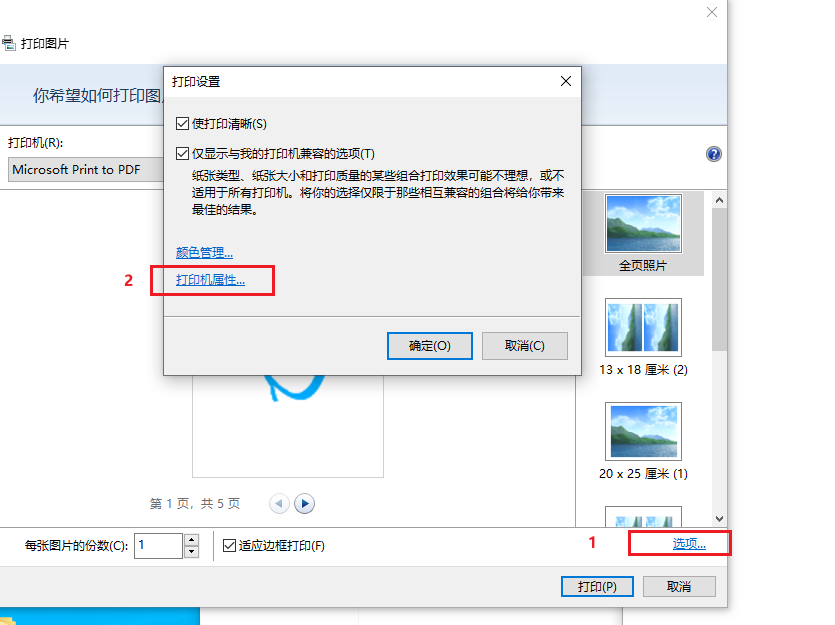 打印图片
你希望如何打印图
打印机(R):
Microsoft Print to PDF
打印设置
使打印清晰(S)
仅显示与我的打印机兼容的选项(T)
纸张类型、纸张大小和打印质量的某些组合打印效果可能不理想，或不
适用于所有打印机。将你的选择仅限于那些相互兼容的组合将给你带来
最佳的结果。
颜色管理...
2
打印机属性...
确定(O)
取消(C)
全页照片
13 x 18 厘米 (2)
20 x 25 厘米 (1)
第 1 页，共 5 页
每张图片的份数(C):
1
适应边框打印(F)
1
选项...
打印(P)
取消